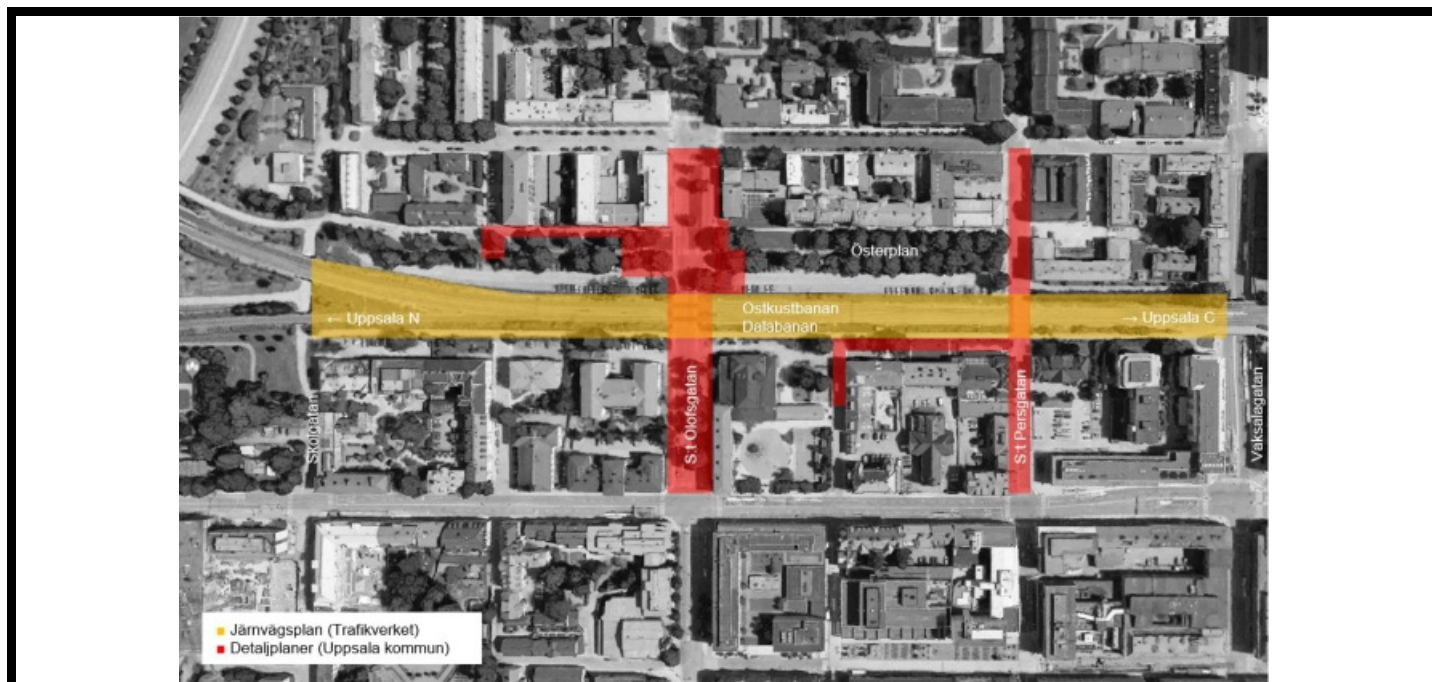 Österplan
Ostkustbanan
Dalabanan
← Uppsala N
→ Uppsala C
Skolgatan
S:t Olofsgatan
S:t Persgatan
Vaksalagatan
Järnvägsplan (Trafikverket)
Detaljplaner (Uppsala kommun)